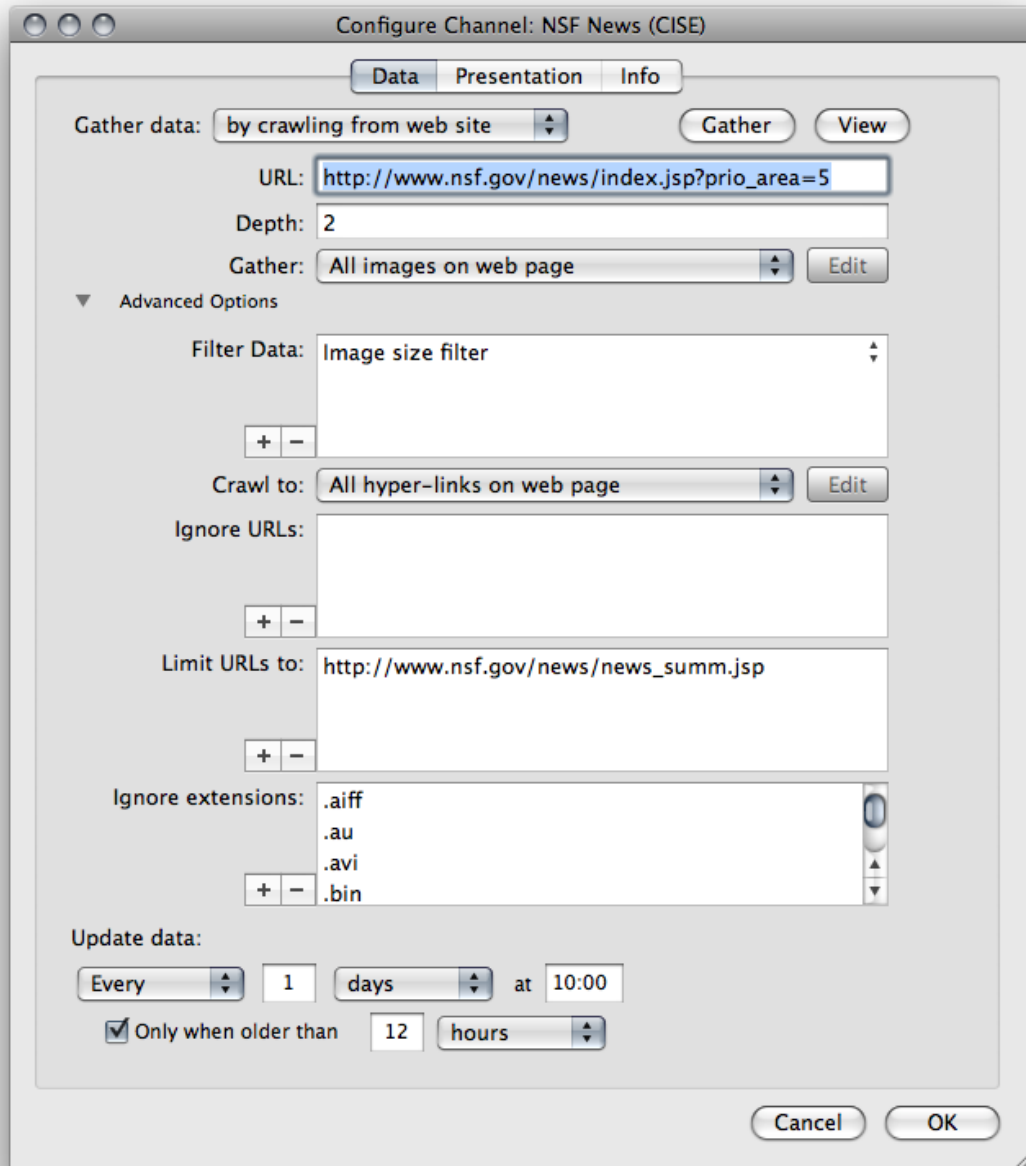 Configure Channel: NSF News (CISE)
Data Presentation Info
Gather data: by crawling from web site Gather View
URL: http://www.nsf.gov/news/index.jsp?prio_area=5
Depth: 2
Gather: All images on web page Edit
Advanced Options
Filter Data: Image size filter
+ −
Crawl to: All hyper-links on web page Edit
Ignore URLs:
+ −
Limit URLs to: http://www.nsf.gov/news/news_summ.jsp
+ −
Ignore extensions: .aiff
.au
.avi
+ − .bin
Update data:
Every 1 days at 10:00
Only when older than 12 hours
Cancel OK